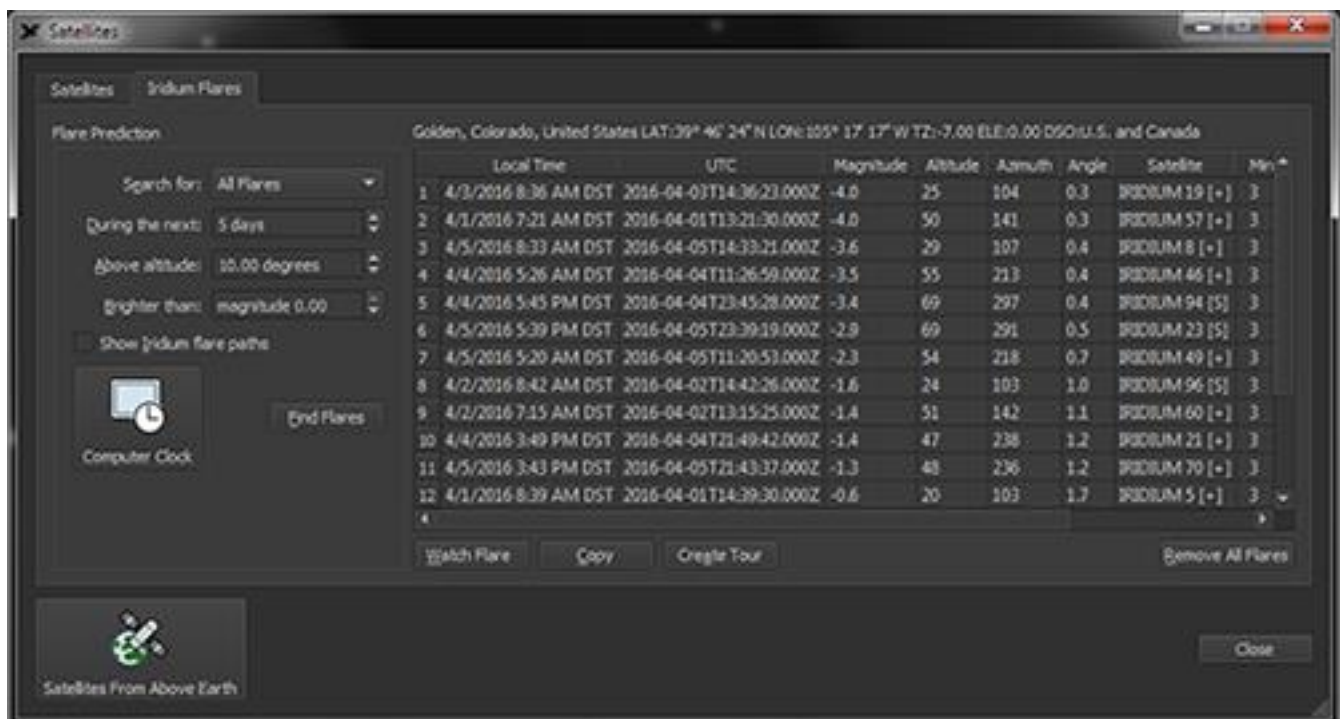 Satellites
Satellites Iridium Flares
Flare Prediction
Search for: All Flares
During the next: 5 days
Above altitude: 10.00 degrees
Brighter than: magnitude 0.00
Show Iridium flare paths
Computer Clock
Find Flares
Golden, Colorado, United States LAT:39° 46' 24" N LON:105° 17' 17" W TZ:-7.00 ELE:0.00 DSO:U.S. and Canada
Local Time UTC Magnitude Altitude Azimuth Angle Satellite
1 4/3/2016 8:36 AM DST 2016-04-03T14:36:23.000Z -4.0 25 104 0.3 IRIDIUM 19 [+] 3
2 4/1/2016 7:21 AM DST 2016-04-01T13:21:30.000Z -4.0 50 141 0.3 IRIDIUM 57 [+] 3
3 4/5/2016 8:33 AM DST 2016-04-05T14:33:21.000Z -3.6 29 107 0.4 IRIDIUM 8 [+] 3
4 4/4/2016 5:26 AM DST 2016-04-04T11:26:59.000Z -3.5 55 213 0.4 IRIDIUM 46 [+] 3
5 4/4/2016 5:45 PM DST 2016-04-04T23:45:28.000Z -3.4 69 297 0.4 IRIDIUM 94 [S] 3
6 4/5/2016 5:39 PM DST 2016-04-05T23:39:19.000Z -2.9 69 291 0.5 IRIDIUM 23 [S] 3
7 4/5/2016 5:20 AM DST 2016-04-05T11:20:53.000Z -2.3 54 218 0.7 IRIDIUM 49 [+] 3
8 4/2/2016 8:42 AM DST 2016-04-02T14:42:26.000Z -1.6 24 103 1.0 IRIDIUM 96 [S] 3
9 4/2/2016 7:15 AM DST 2016-04-02T13:15:25.000Z -1.4 51 142 1.1 IRIDIUM 60 [+] 3
10 4/4/2016 3:49 PM DST 2016-04-04T21:49:42.000Z -1.4 47 238 1.2 IRIDIUM 21 [+] 3
11 4/5/2016 3:43 PM DST 2016-04-05T21:43:37.000Z -1.3 48 236 1.2 IRIDIUM 70 [+] 3
12 4/1/2016 8:39 AM DST 2016-04-01T14:39:30.000Z -0.6 20 103 1.7 IRIDIUM 5 [+] 3
Watch Flare Copy Create Tour Remove All Flares
Satellites From Above Earth
Close